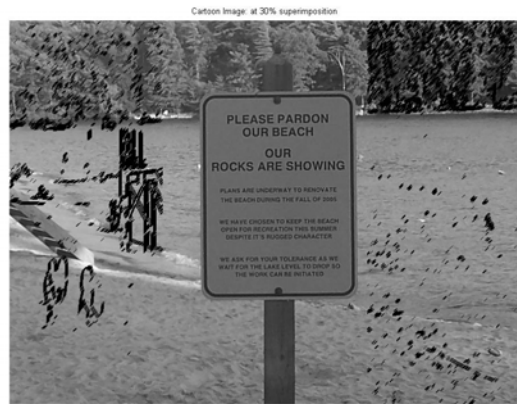 Cartoon Image: at 30% superimposition
PLEASE PARDON
OUR BEACH
OUR
ROCKS ARE SHOWING
PLANS ARE UNDERWAY TO RENOVATE
THE BEACH DURING THE FALL OF 2005
WE HAVE CHOSEN TO KEEP THE BEACH
OPEN FOR RECREATION THIS SUMMER
DESPITE IT'S RUGGED CHARACTER
WE ASK FOR YOUR TOLERANCE AS WE
WAIT FOR THE LAKE LEVEL TO DROP SO
THE WORK CAN BE INITIATED